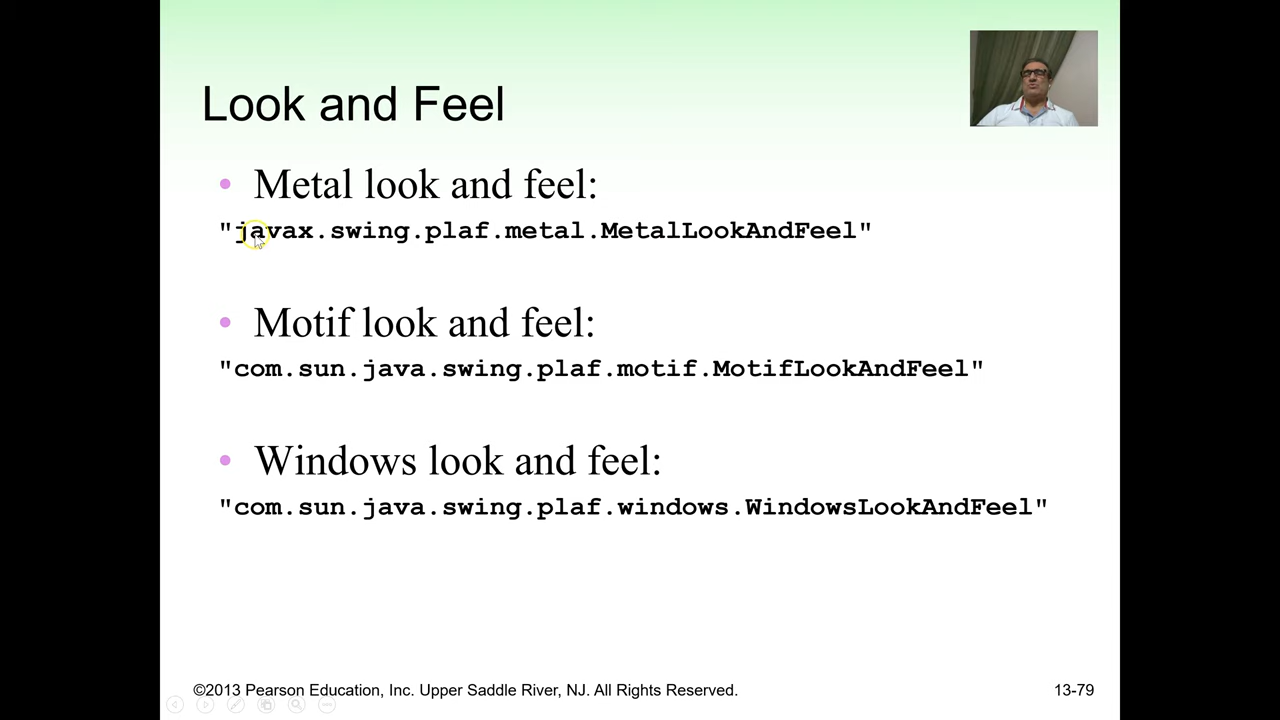 Look and Feel
• Metal look and feel:
"javax.swing.plaf.metal.MetalLookAndFeel"
• Motif look and feel:
"com.sun.java.swing.plaf.motif.MotifLookAndFeel"
• Windows look and feel:
"com.sun.java.swing.plaf.windows.WindowsLookAndFeel"
©2013 Pearson Education, Inc. Upper Saddle River, NJ. All Rights Reserved.
13-79